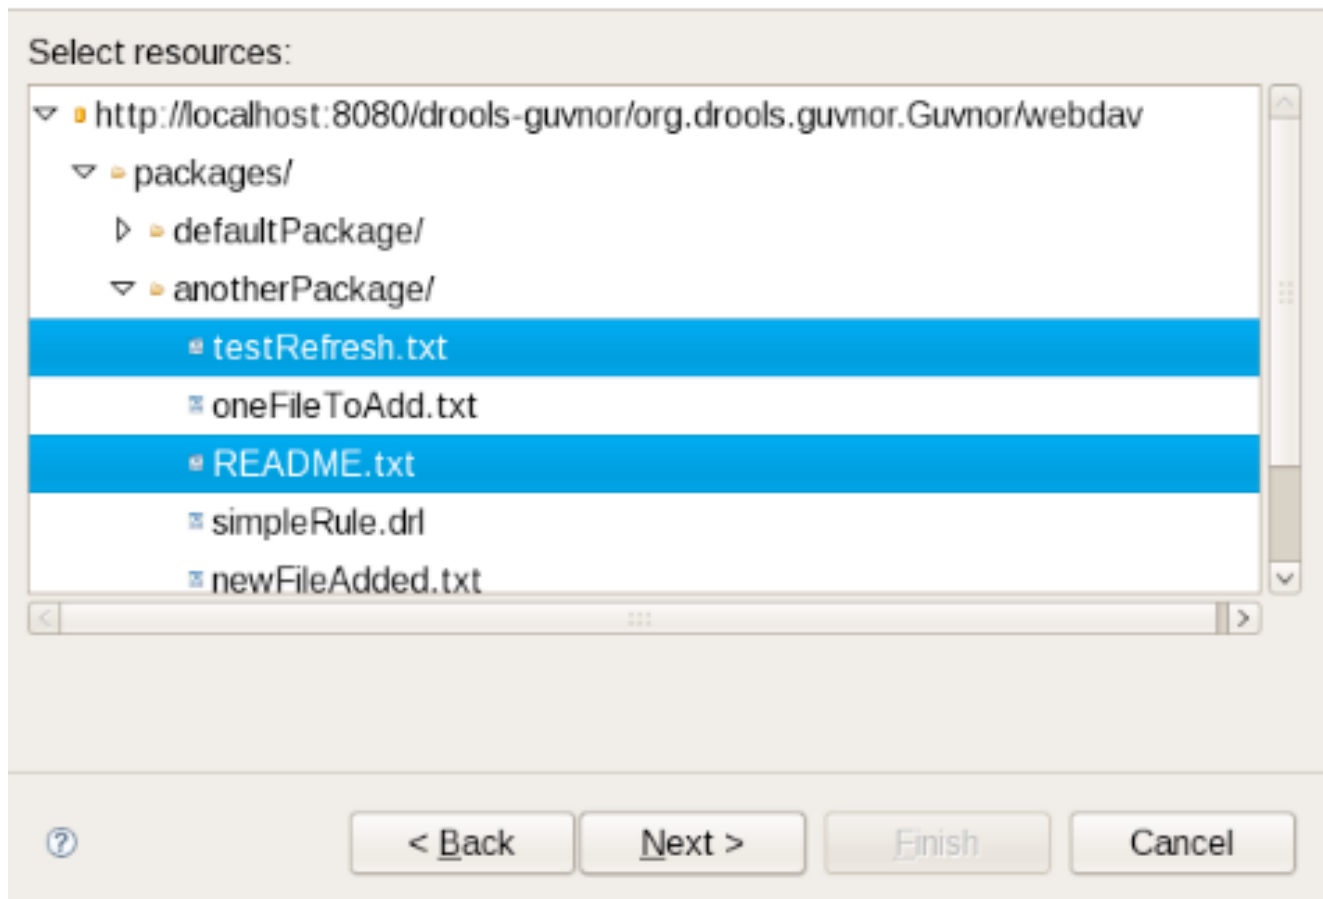 Select resources:
http://localhost:8080/drools-guvnor/org.drools.guvnor.Guvnor/webdav
packages/
defaultPackage/
anotherPackage/
testRefresh.txt
oneFileToAdd.txt
README.txt
simpleRule.drl
newFileAdded.txt
? < Back Next > Finish Cancel